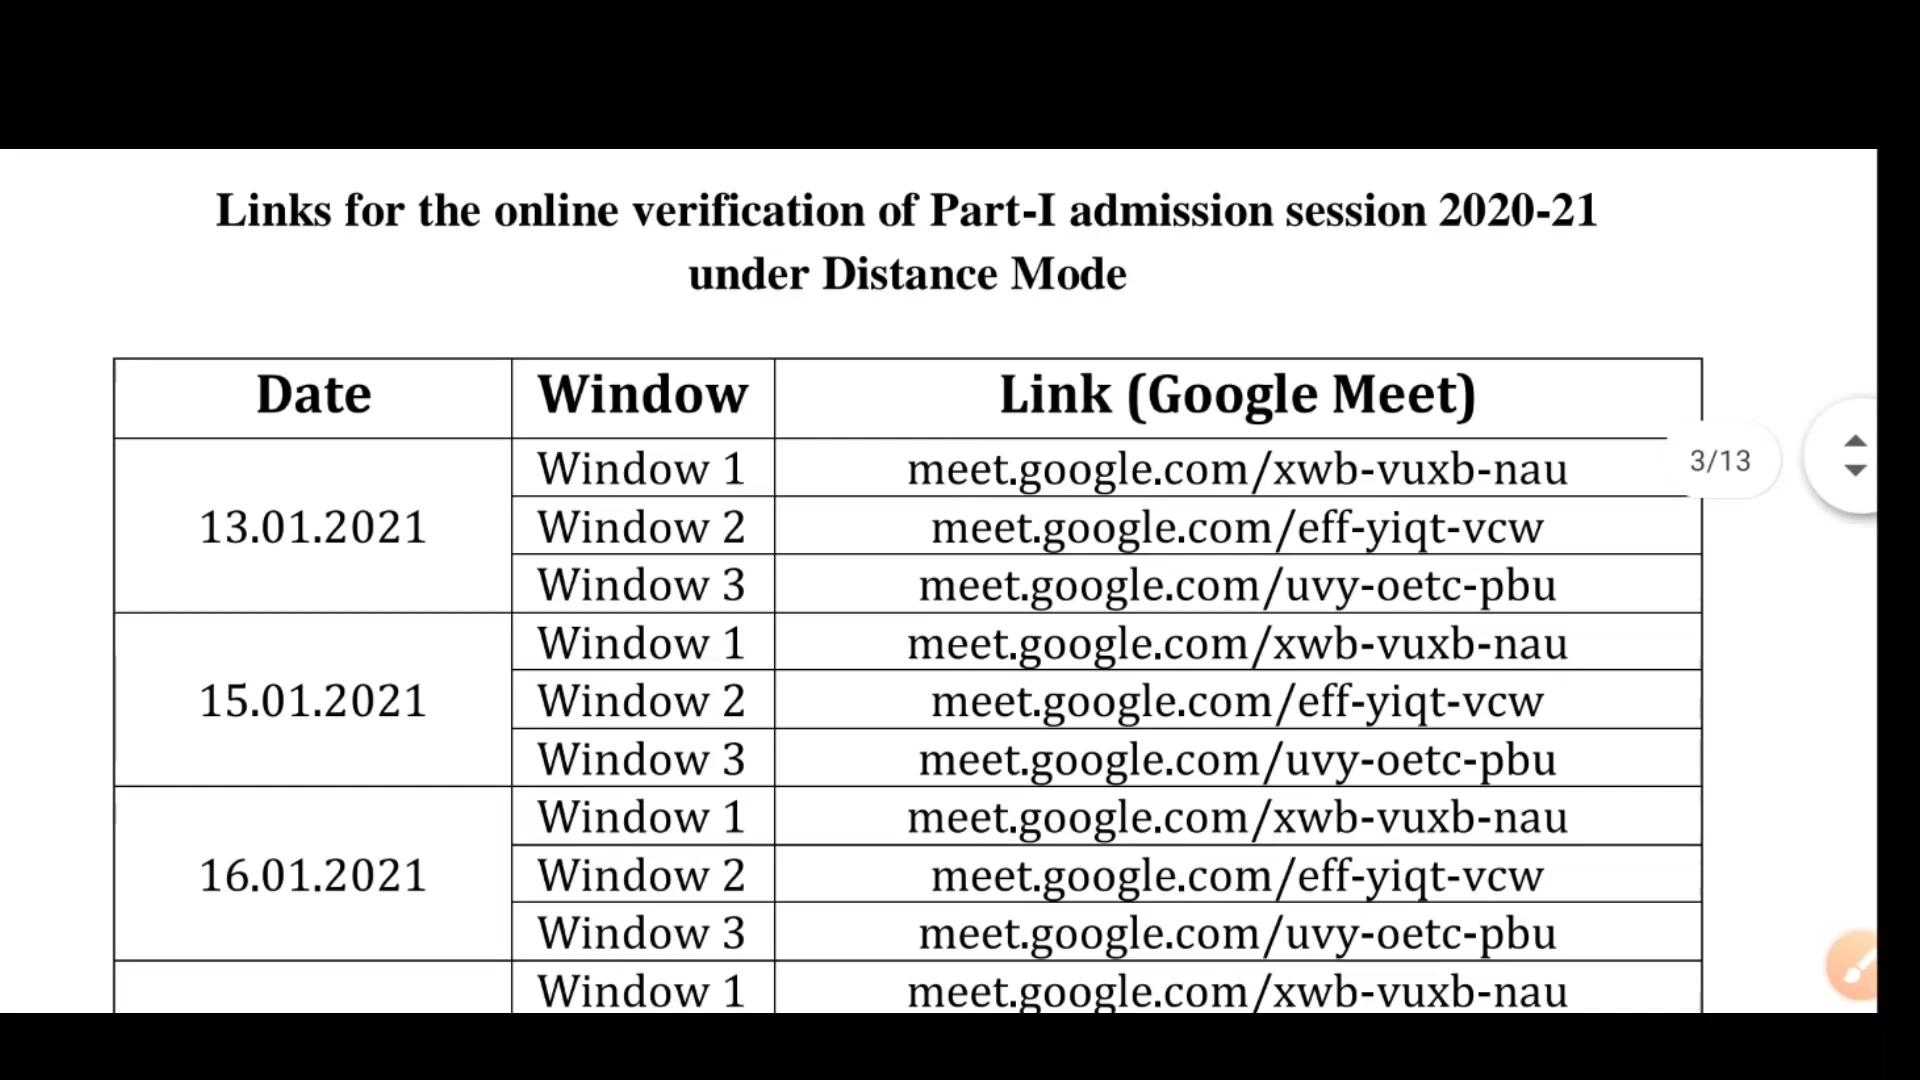 Links for the online verification of Part-I admission session 2020-21
under Distance Mode
Date Window Link (Google Meet)
13.01.2021
Window 1 meet.google.com/xwb-vuxb-nau
Window 2 meet.google.com/eff-yiqt-vcw
Window 3 meet.google.com/uvy-oetc-pbu
15.01.2021
Window 1 meet.google.com/xwb-vuxb-nau
Window 2 meet.google.com/eff-yiqt-vcw
Window 3 meet.google.com/uvy-oetc-pbu
16.01.2021
Window 1 meet.google.com/xwb-vuxb-nau
Window 2 meet.google.com/eff-yiqt-vcw
Window 3 meet.google.com/uvy-oetc-pbu
Window 1 meet.google.com/xwb-vuxb-nau
3/13